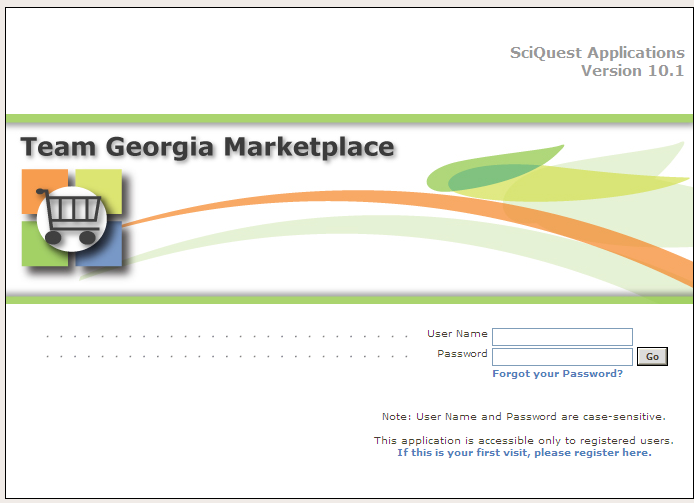 SciQuest Applications
Version 10.1
Team Georgia Marketplace
User Name
Password
Go
Forgot your Password?
Note: User Name and Password are case-sensitive.
This application is accessible only to registered users.
If this is your first visit, please register here.